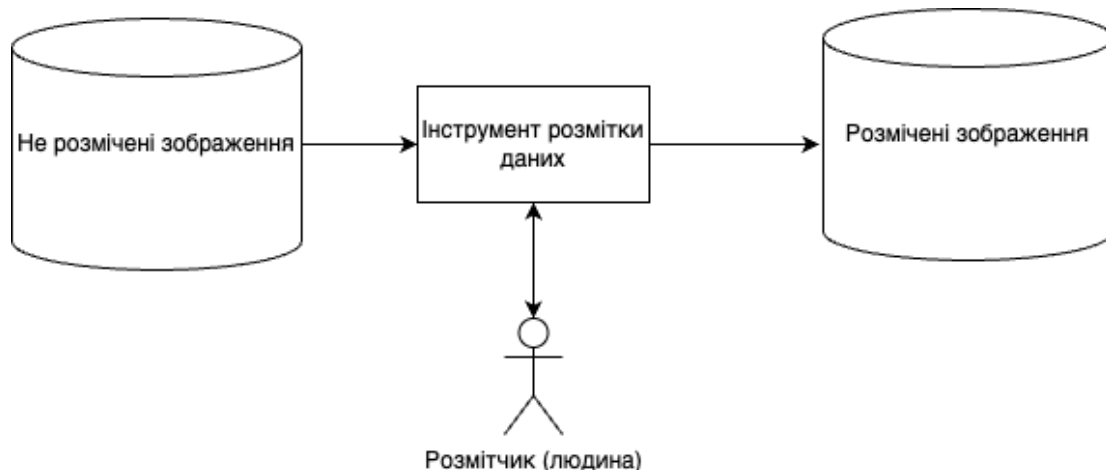 Не розмічені зображення
Інструмент розмітки
даних
Розмічені зображення
Розмітчик (людина)